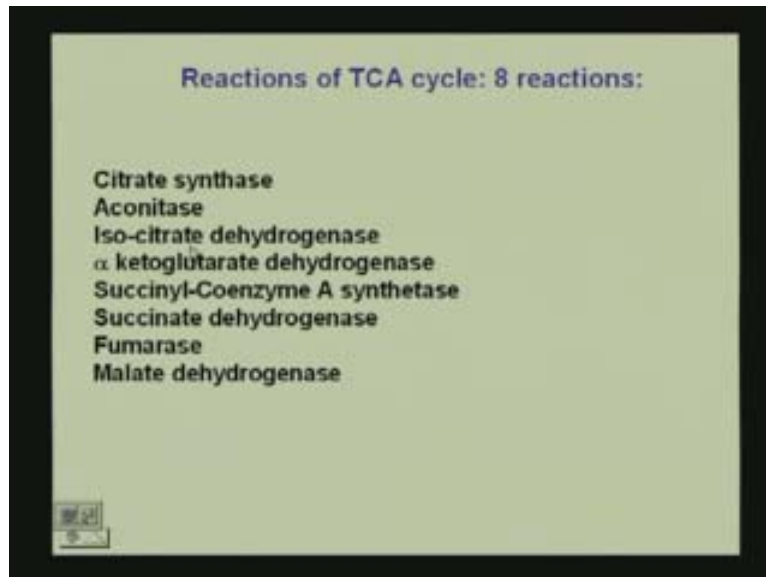 Reactions of TCA cycle: 8 reactions:
Citrate synthase
Aconitase
Iso-citrate dehydrogenase
α ketoglutarate dehydrogenase
Succinyl-Coenzyme A synthetase
Succinate dehydrogenase
Fumarase
Malate dehydrogenase